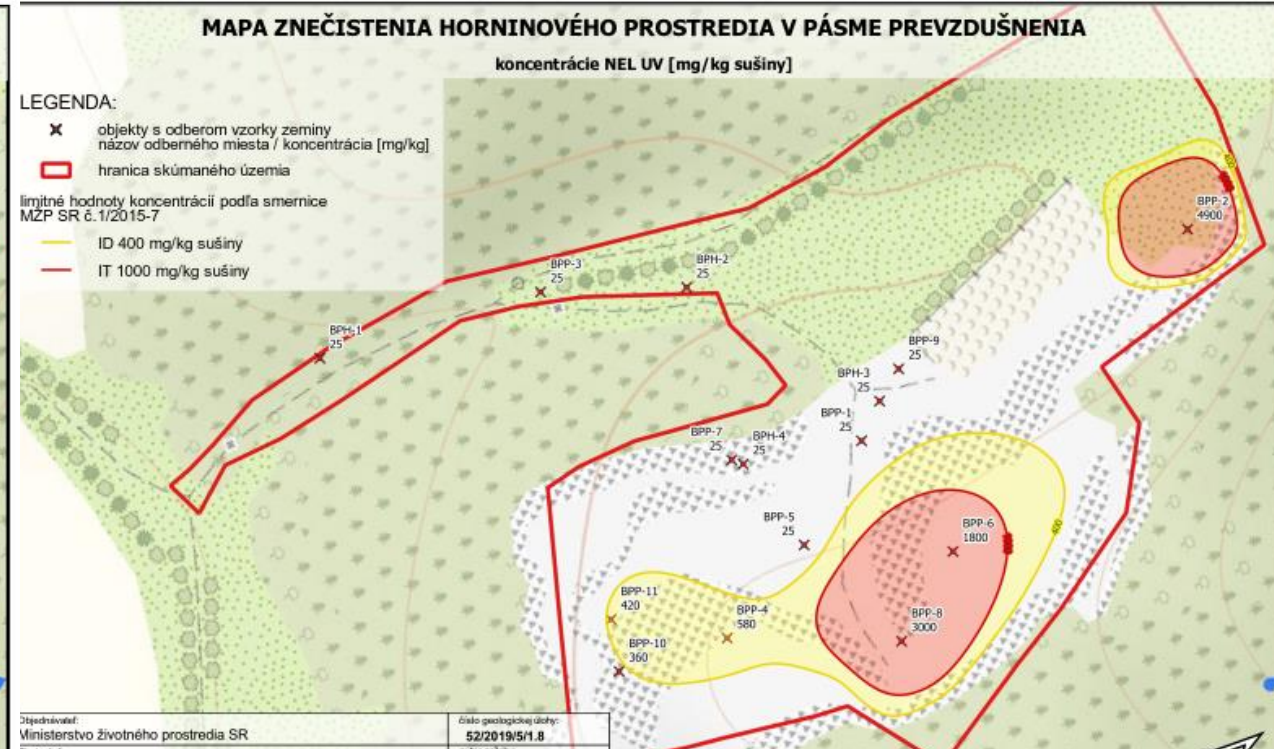 MAPA ZNEČISTENIA HORNINOVÉHO PROSTREDIA V PÁSME PREVZDUŠNENIA
koncentrácie NEL UV [mg/kg sušiny]
LEGENDA:
objekty s odberom vzorky zeminy
názov odberného miesta / koncentrácia [mg/kg]
hranica skúmaného územia
limitné hodnoty koncentrácií podľa smernice
MŽP SR č.1/2015-7
ID 400 mg/kg sušiny
IT 1000 mg/kg sušiny
400
BPP-2
4900
BPP-3
25
BPH-2
25
BPH-1
25
BPP-9
25
BPH-3
25
BPP-1
25
BPP-7
25
BPH-4
25
BPP-5
25
BPP-6
1800
400
BPP-11
420
BPP-4
580
BPP-8
3000
BPP-10
360
Objednávateľ:
Ministerstvo životného prostredia SR
číslo geologickej úlohy:
52/2019/5/1.8